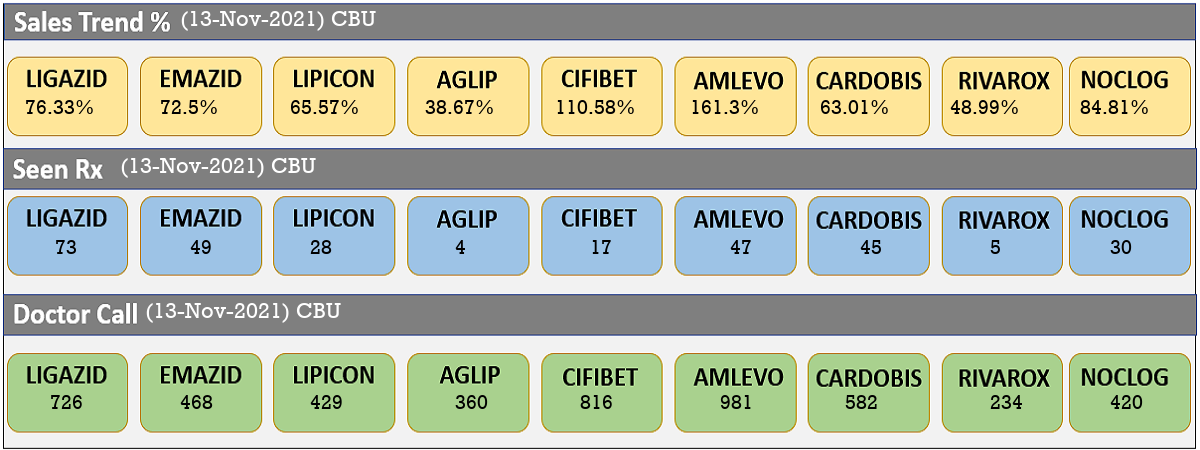 Sales Trend % (13-Nov-2021) CBU
LIGAZID EMAZID LIPICON AGLIP CIFIBET AMLEVO CARDOBIS RIVAROX NOCLOG
76.33% 72.5% 65.57% 38.67% 110.58% 161.3% 63.01% 48.99% 84.81%
Seen Rx (13-Nov-2021) CBU
LIGAZID EMAZID LIPICON AGLIP CIFIBET AMLEVO CARDOBIS RIVAROX NOCLOG
73 49 28 4 17 47 45 5 30
Doctor Call (13-Nov-2021) CBU
LIGAZID EMAZID LIPICON AGLIP CIFIBET AMLEVO CARDOBIS RIVAROX NOCLOG
726 468 429 360 816 981 582 234 420